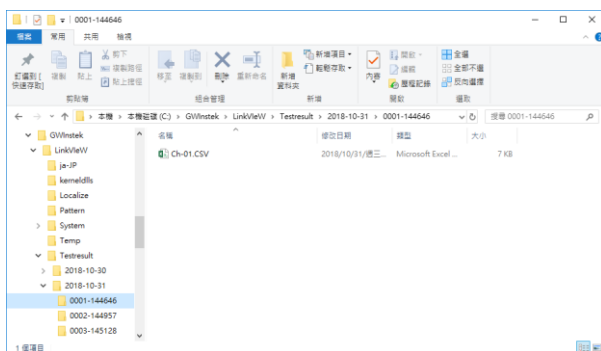 0001-144646
檔案 常用 共用 檢視
釘選到 [快速存取]
複製
貼上
剪下
複製路徑
貼上捷徑
剪貼簿
移至 複製到 刪除 重新命名
組合管理
新增資料夾
新增項目
輕鬆存取
新增
內容
開啟
編輯
歷程記錄
開啟
全選
全部不選
反向選擇
選取
本機 > 本機磁碟 (C:) > GWInstek > LinkVIeW > Testresult > 2018-10-31 > 0001-144646
搜尋 0001-144646
GWInstek
LinkVIeW
ja-JP
kerneldlls
Localize
Pattern
System
Temp
Testresult
2018-10-30
2018-10-31
0001-144646
0002-144957
0003-145128
名稱 修改日期 類型 大小
Ch-01.CSV 2018/10/31/週三... Microsoft Excel ... 7 KB
1 個項目